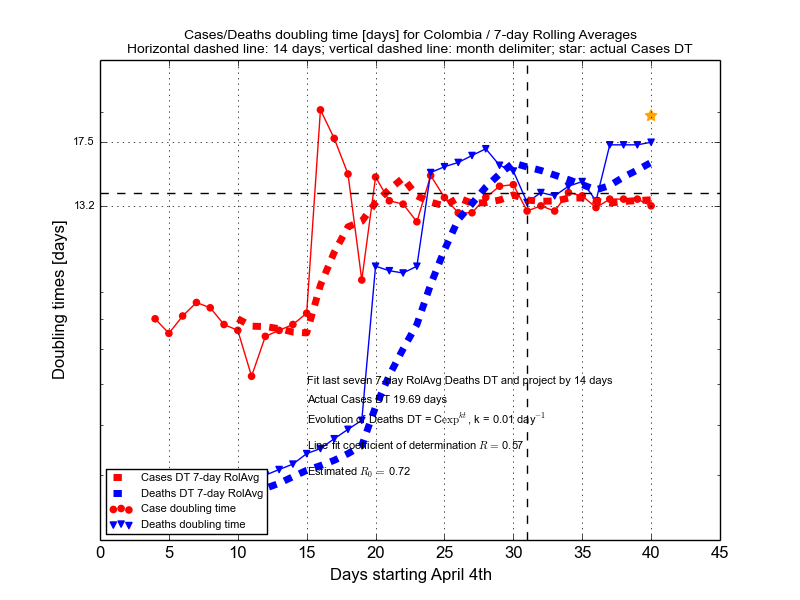 Cases/Deaths doubling time [days] for Colombia / 7-day Rolling Averages
Horizontal dashed line: 14 days; vertical dashed line: month delimiter; star: actual Cases DT
17.5
13.2
Doubling times [days]
Fit last seven 7-day RolAvg Deaths DT and project by 14 days
Actual Cases DT 19.69 days
Evolution of Deaths DT = Cexp^{kt}, k = 0.01 day^{-1}
Line fit coefficient of determination R = 0.57
Estimated R_0 = 0.72
Cases DT 7-day RolAvg
Deaths DT 7-day RolAvg
Case doubling time
Deaths doubling time
0 5 10 15 20 25 30 35 40 45
Days starting April 4th